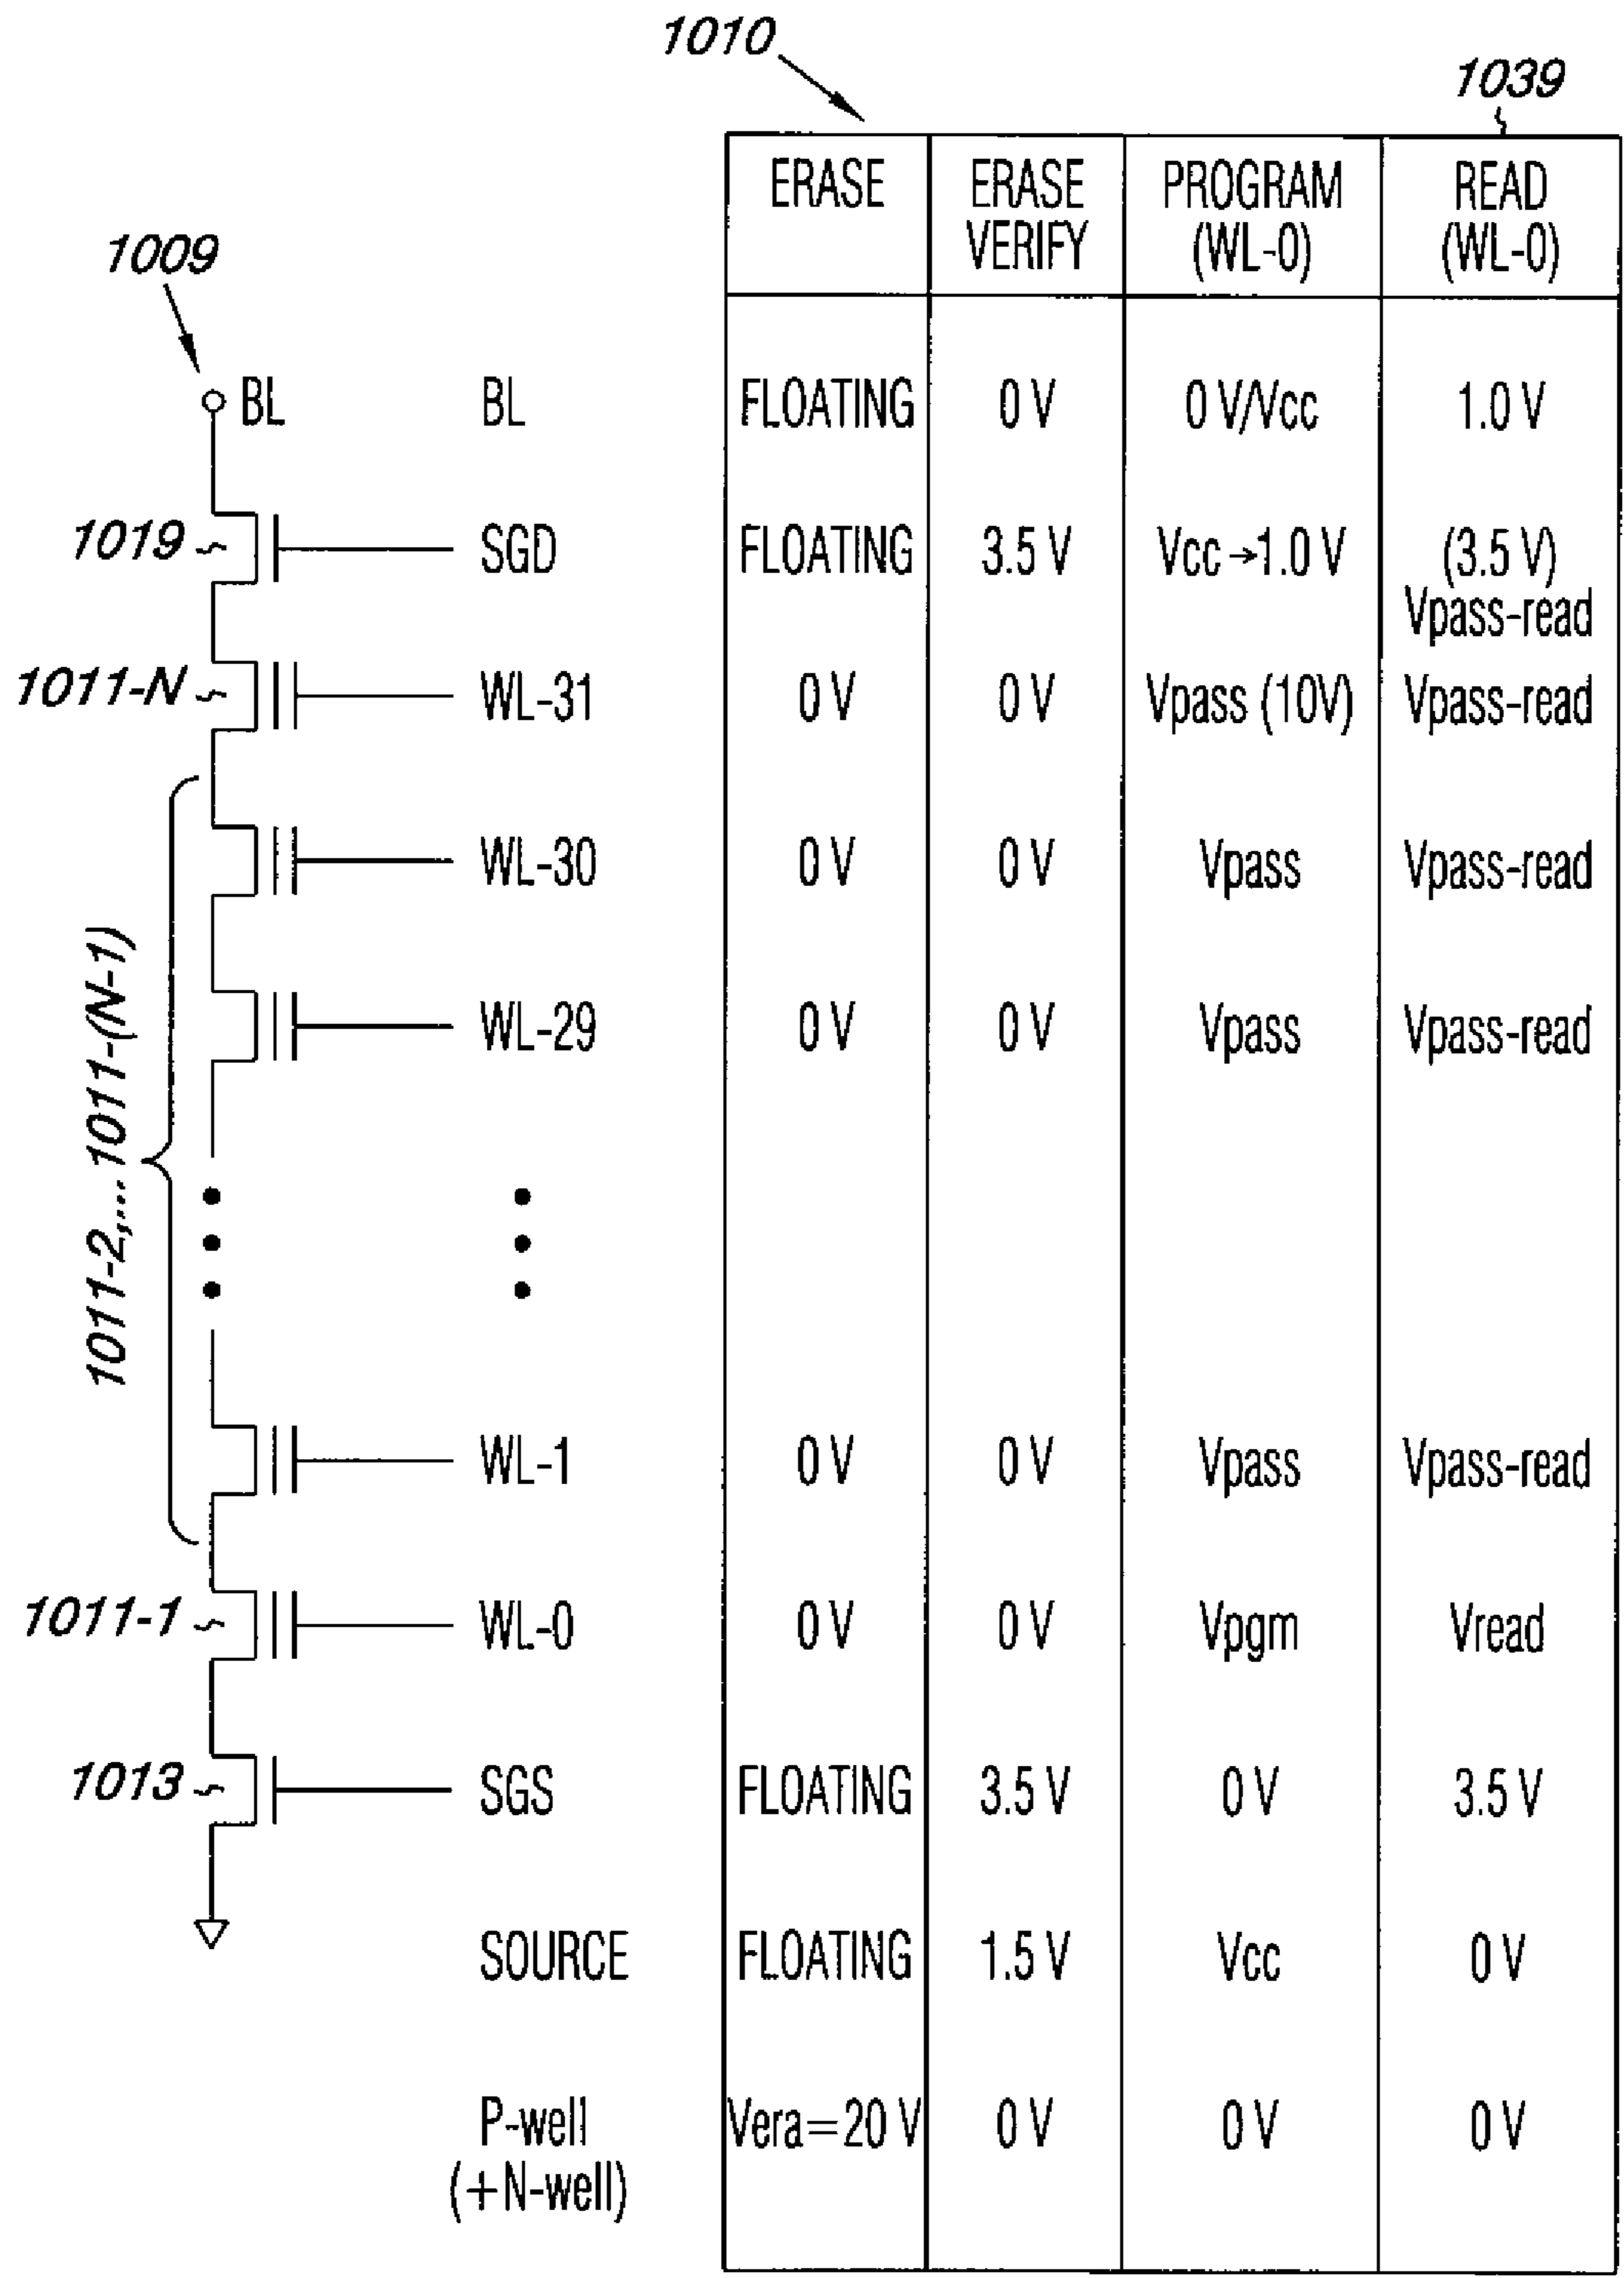 1010
1039
ERASE ERASE VERIFY PROGRAM (WL-0) READ (WL-0)
1009
BL BL FLOATING 0 V 0 V/Vcc 1.0 V
1019 SGD FLOATING 3.5 V Vcc→1.0 V (3.5 V) Vpass-read
1011-N WL-31 0 V 0 V Vpass (10V) Vpass-read
WL-30 0 V 0 V Vpass Vpass-read
1011-2,... 1011-(N-1)
WL-29 0 V 0 V Vpass Vpass-read
WL-1 0 V 0 V Vpass Vpass-read
1011-1 WL-0 0 V 0 V Vpgm Vread
1013 SGS FLOATING 3.5 V 0 V 3.5 V
SOURCE FLOATING 1.5 V Vcc 0 V
P-well (+N-well) Vera=20 V 0 V 0 V 0 V